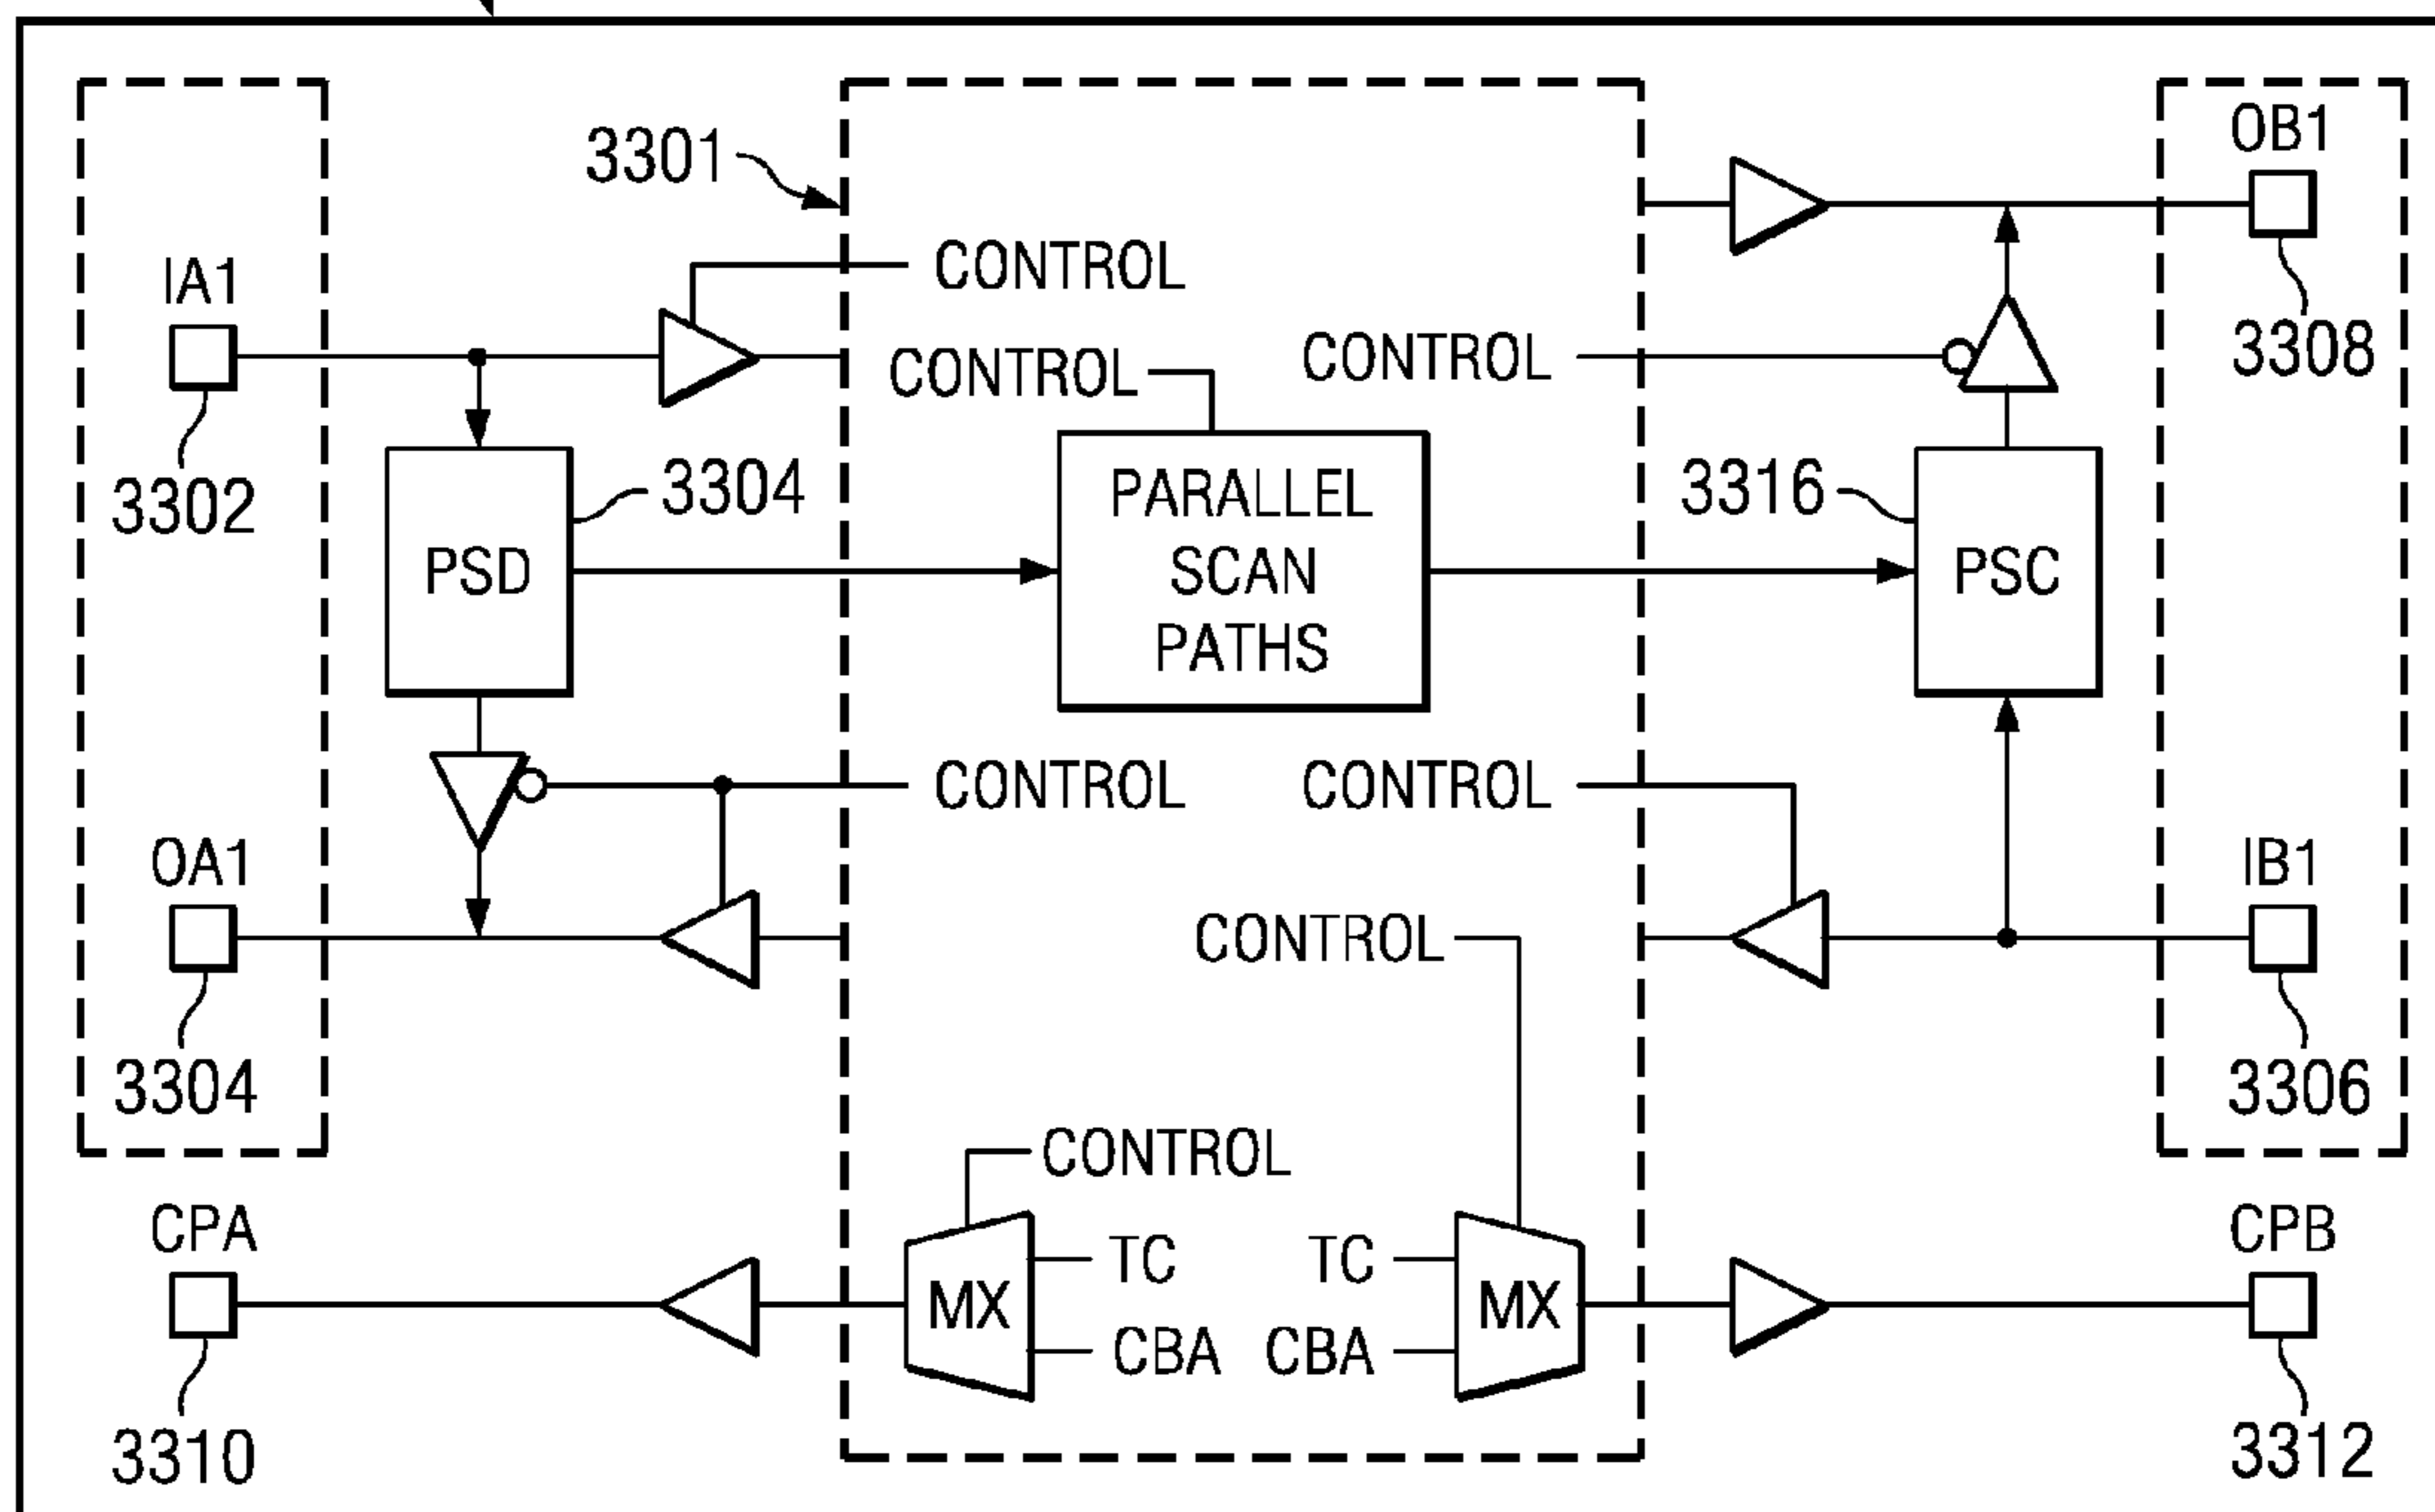 OB1
3301
CONTROL
IA1
CONTROL
CONTROL
3308
3302
3304
PARALLEL
SCAN
PATHS
3316
PSD
PSC
CONTROL
CONTROL
OA1
IB1
CONTROL
3304
3306
CONTROL
CPA
CPB
TC
TC
MX
MX
CBA
CBA
3310
3312